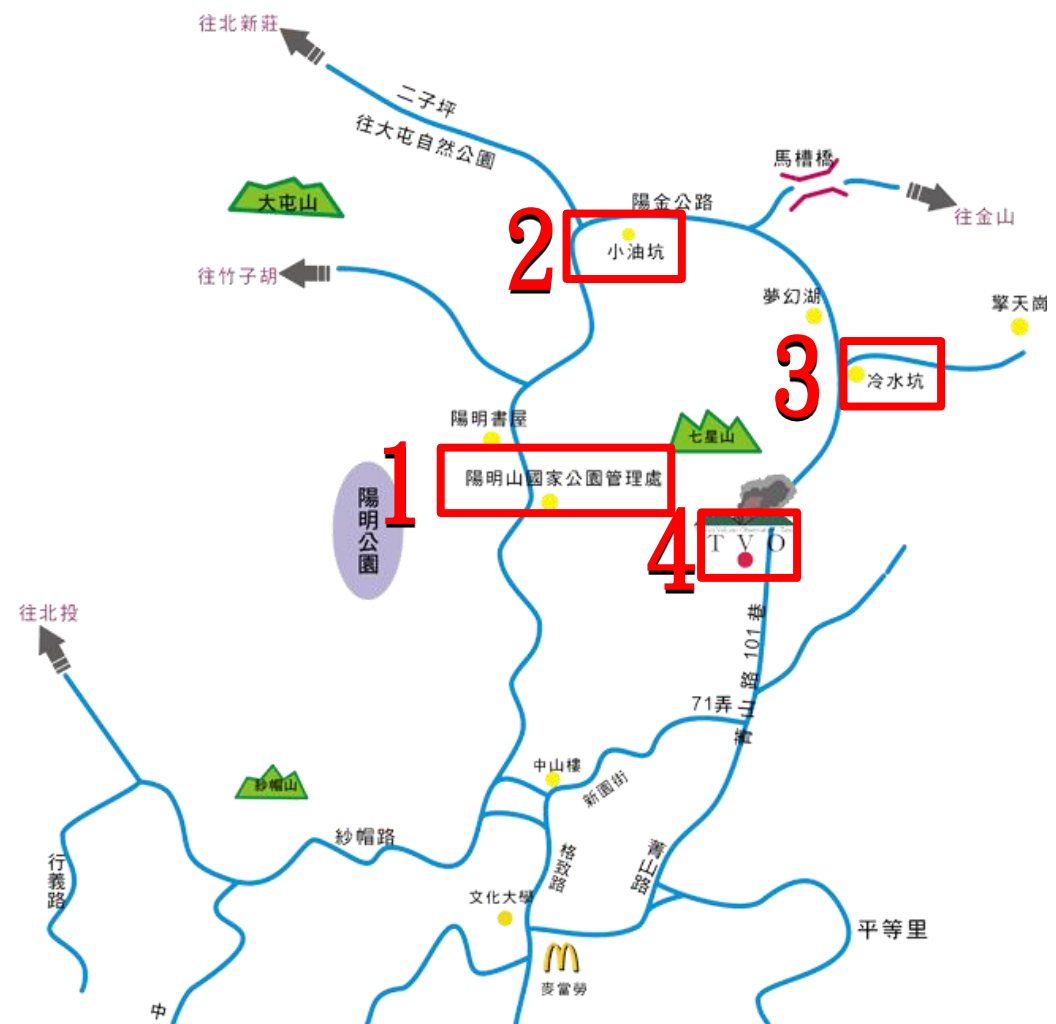 往北新莊
二子坪
往大屯自然公園
馬槽橋
陽金公路
大屯山
往金山
2
小油坑
往竹子胡
夢幻湖
擎天崗
3
冷水坑
陽明書屋
七星山
1
陽明山國家公園管理處
陽明公園
4
TVO
往北投
菁山路101巷
71弄
中山樓
新園街
紗帽山
紗帽路
格致路
菁山路
行義路
文化大學
平等里
麥當勞
中